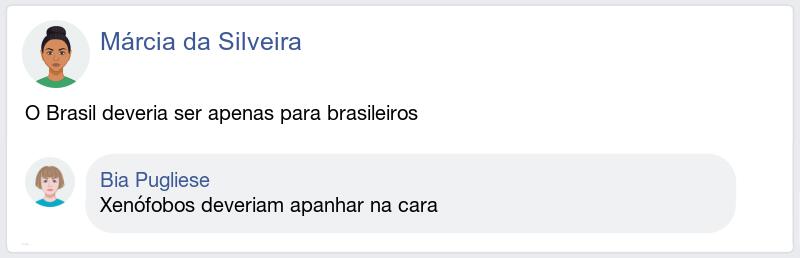 Márcia da Silveira
O Brasil deveria ser apenas para brasileiros
Bia Pugliese
Xenófobos deveriam apanhar na cara